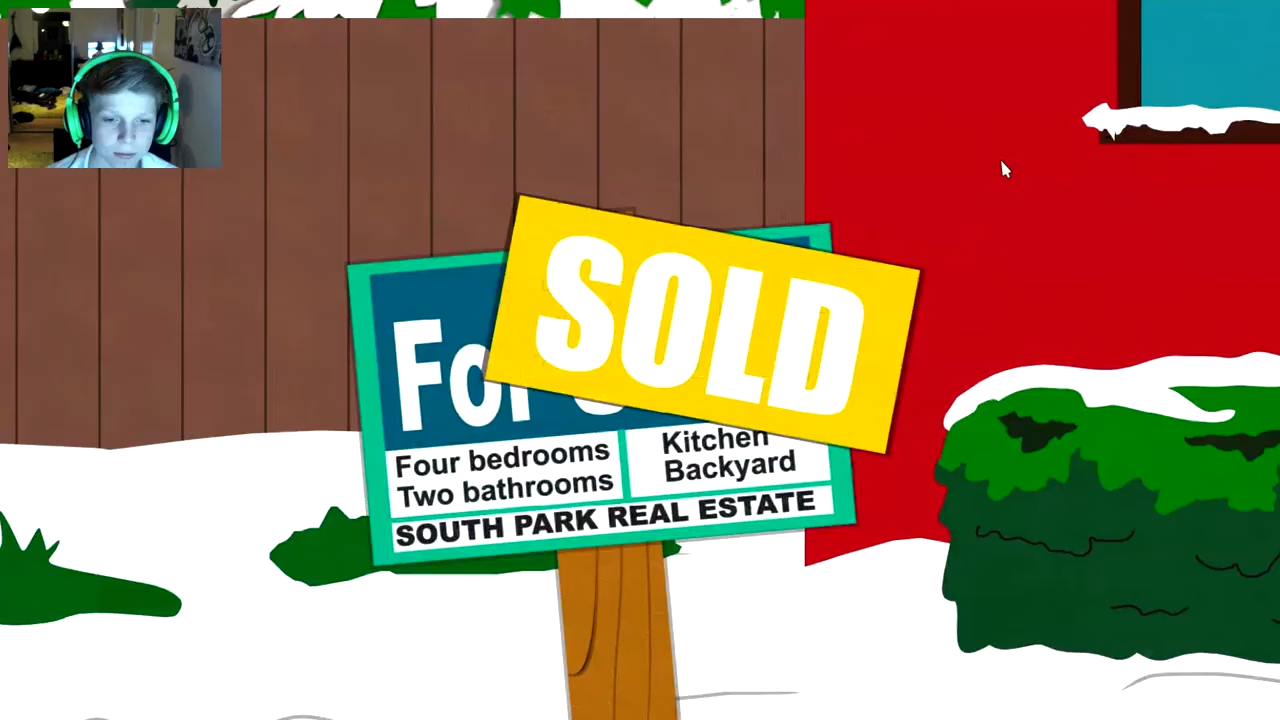 SOLD
For
Four bedrooms
Two bathrooms
Kitchen
Backyard
SOUTH PARK REAL ESTATE